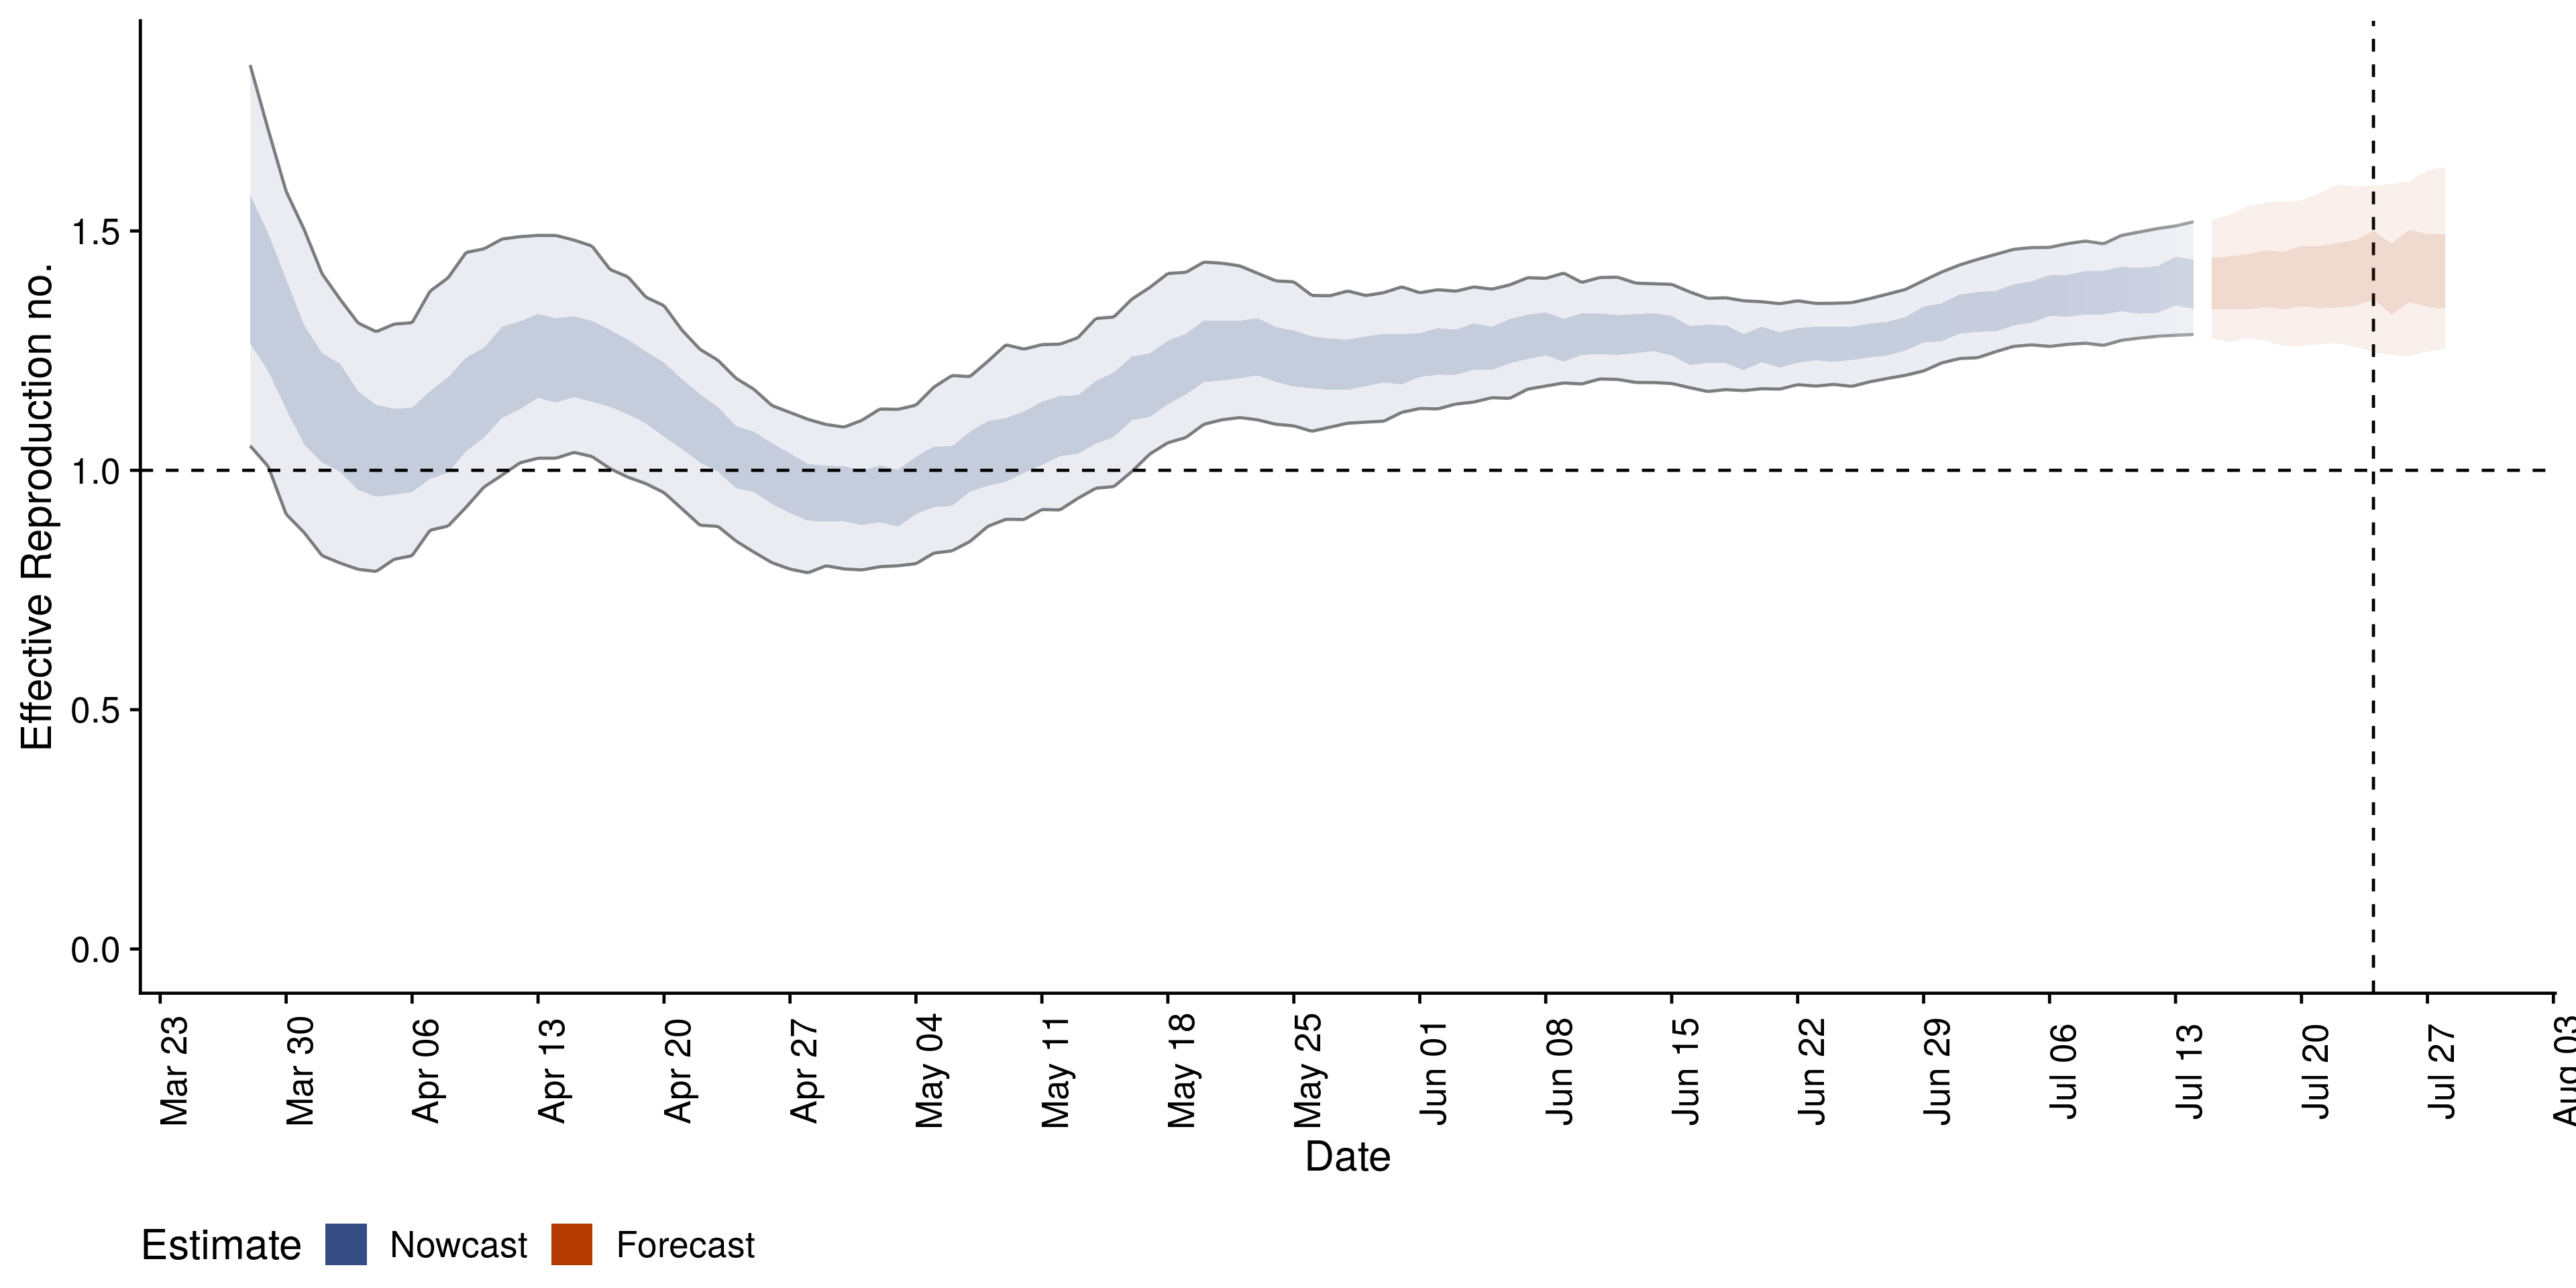 Effective Reproduction no.
1.5
1.0
0.5
0.0
Mar 23
Mar 30
Apr 06
Apr 13
Apr 20
Apr 27
May 04
May 11
May 18
May 25
Jun 01
Jun 08
Jun 15
Jun 22
Jun 29
Jul 06
Jul 13
Jul 20
Jul 27
Aug 03
Date
Estimate Nowcast Forecast